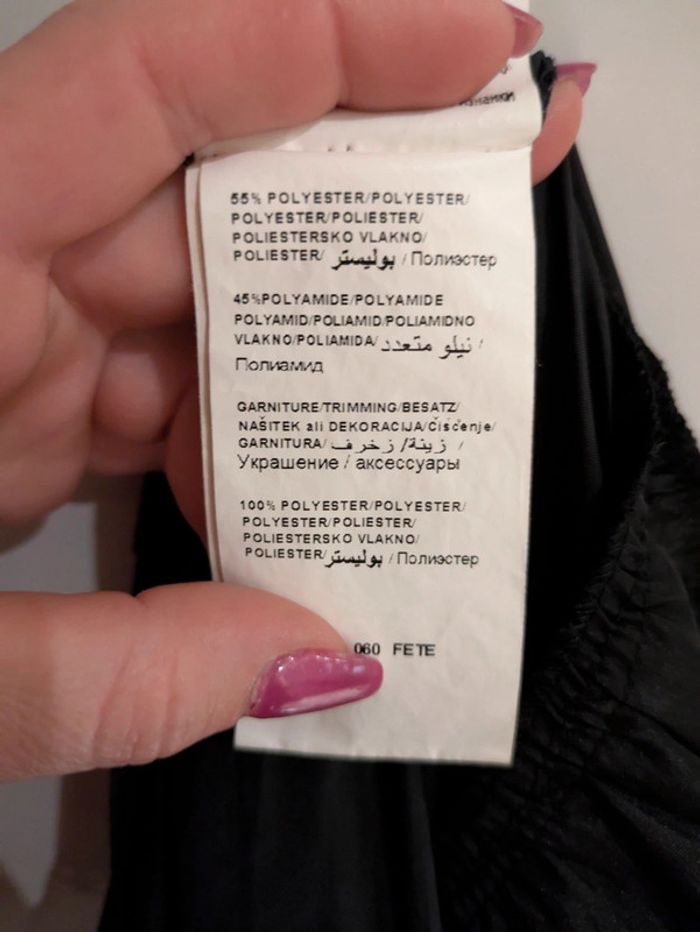 55% POLYESTER/POLYESTER/
POLYESTER/POLIESTER/
POLIESTERSKO VLAKNO/
POLIESTER/ بوليستر / Полиэстер
45%POLYAMIDE/POLYAMIDE
POLYAMID/POLIAMID/POLIAMIDNO
VLAKNO/POLIAMIDA/ نيلو متعدد /
Полиамид
GARNITURE/TRIMMING/BESATZ/
NAŠITEK ali DEKORACIJA/Čišćenje/
GARNITURA/ زينة/ زخرف /
Украшение / аксессуары
100% POLYESTER/POLYESTER/
POLYESTER/POLIESTER/
POLIESTERSKO VLAKNO/
POLIESTER/ بوليستر / Полиэстер
060 FETE